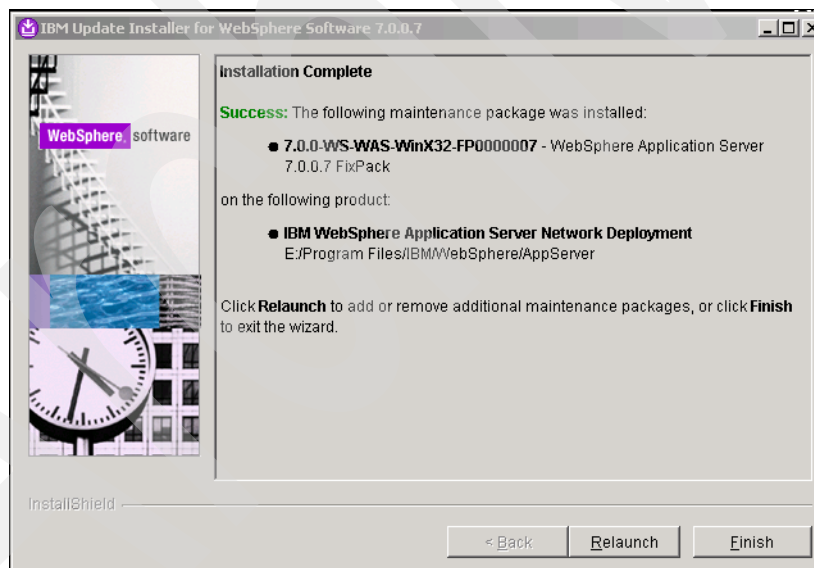 IBM Update Installer for WebSphere Software 7.0.0.7
WebSphere. software
Installation Complete
Success: The following maintenance package was installed:
● 7.0.0-WS-WAS-WinX32-FP0000007 - WebSphere Application Server
7.0.0.7 FixPack
on the following product:
● IBM WebSphere Application Server Network Deployment
E:/Program Files/IBM/WebSphere/AppServer
Click Relaunch to add or remove additional maintenance packages, or click Finish
to exit the wizard.
InstallShield
< Back
Relaunch
Finish